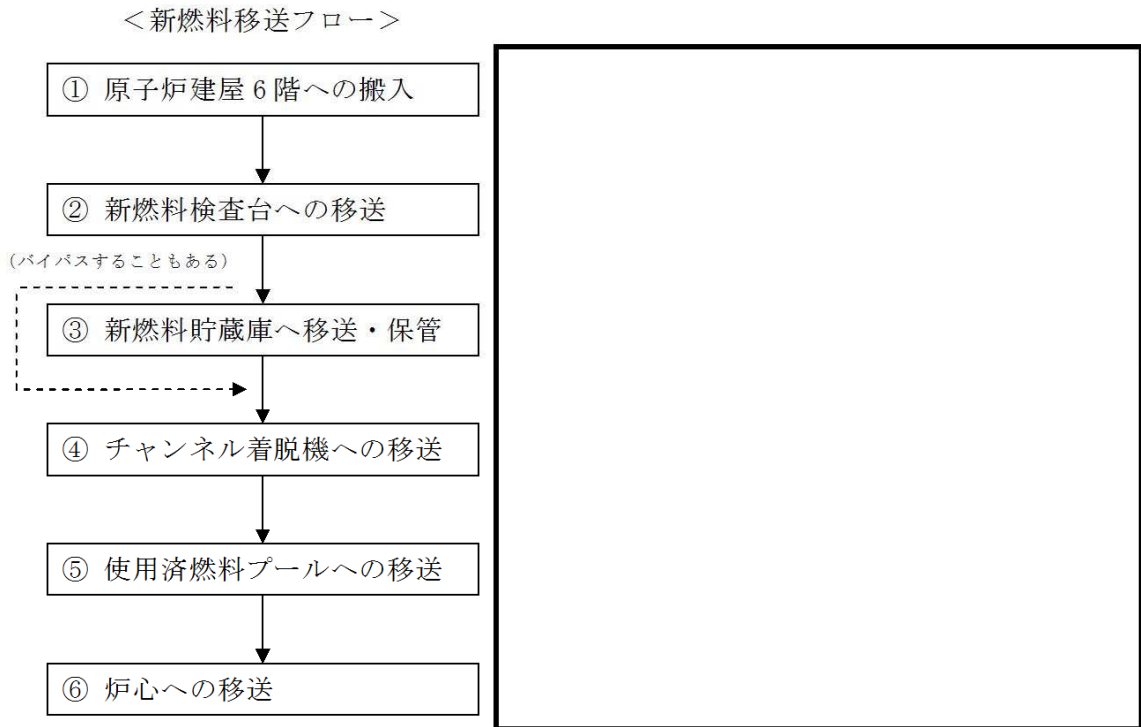 ＜新燃料移送フロー＞
① 原子炉建屋6階への搬入
② 新燃料検査台への移送
（バイパスすることもある）
③ 新燃料貯蔵庫へ移送・保管
④ チャンネル着脱機への移送
⑤ 使用済燃料プールへの移送
⑥ 炉心への移送